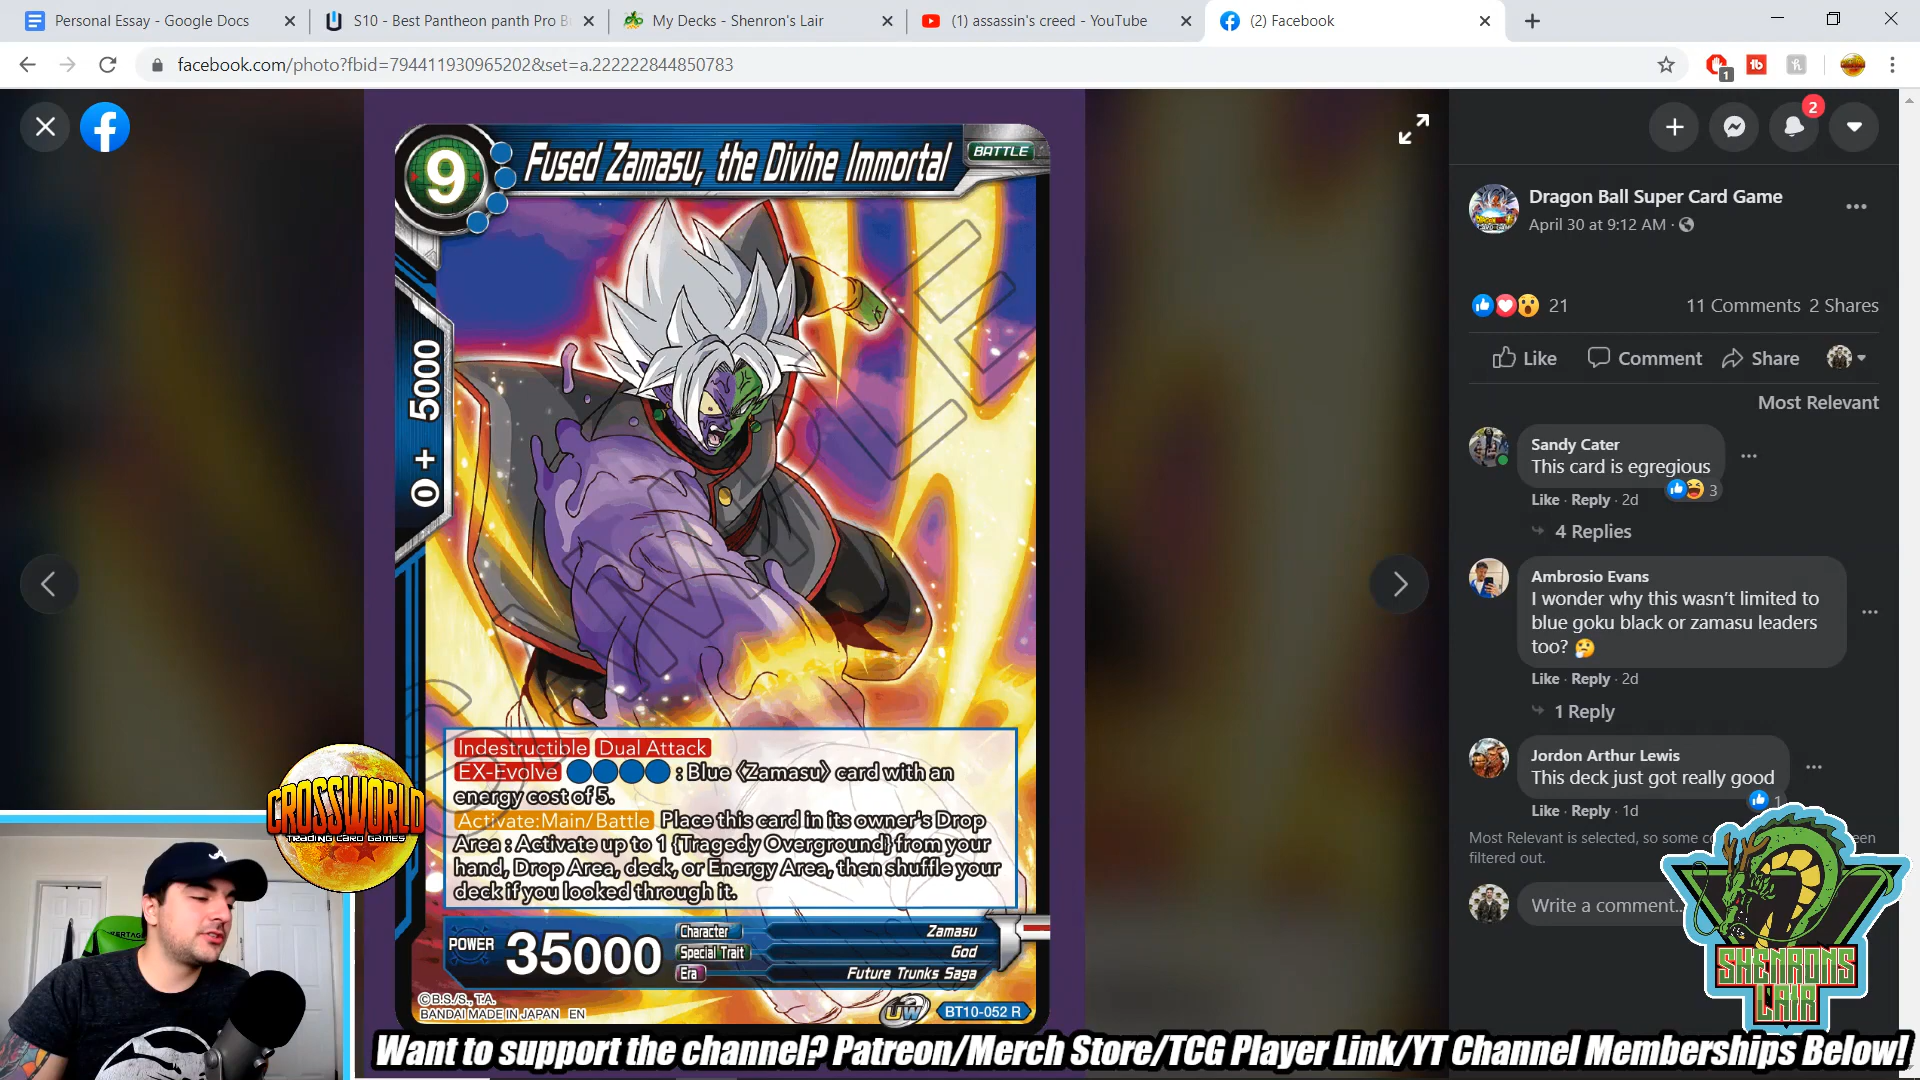 Personal Essay - Google Docs
S10 - Best Pantheon panth Pro B
My Decks - Shenron's Lair
(1) assassin's creed - YouTube
(2) Facebook
facebook.com/photo?fbid=794411930965202&set=a.222222844850783
1
9
Fused Zamasu, the Divine Immortal
BATTLE
0 + 5000
SAMPLE
Indestructible Dual Attack
EX-Evolve : Blue 《Zamasu》 card with an
energy cost of 5.
Activate:Main/Battle Place this card in its owner's Drop
Area : Activate up to 1 {Tragedy Overground} from your
hand, Drop Area, deck, or Energy Area, then shuffle your
deck if you looked through it.
POWER 35000
Character Zamasu
Special Trait God
Era Future Trunks Saga
©B.S./S., T.A.
BANDAI MADE IN JAPAN EN
UW
BT10-052 R
2
Dragon Ball Super Card Game
April 30 at 9:12 AM ·
21
11 Comments 2 Shares
Like Comment Share
Most Relevant
Sandy Cater
This card is egregious
3
Like · Reply · 2d
4 Replies
Ambrosio Evans
I wonder why this wasn't limited to
blue goku black or zamasu leaders
too?
Like · Reply · 2d
1 Reply
Jordon Arthur Lewis
This deck just got really good
1
Like · Reply · 1d
Most Relevant is selected, so some
filtered out.
Write a comment...
CROSSWORLD
TRADING CARD GAMES
SHENRONS
LAIR
Want to support the channel? Patreon/Merch Store/TCG Player Link/YT Channel Memberships Below!